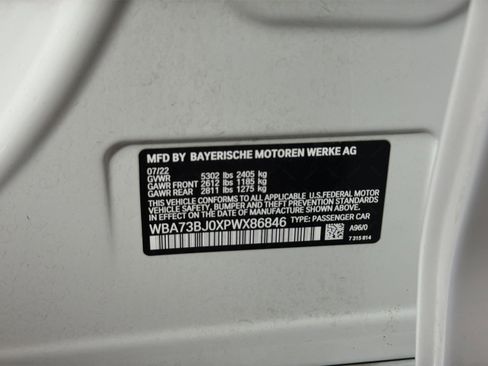 MFD BY BAYERISCHE MOTOREN WERKE AG
07/22
GVWR 5302 lbs 2405 kg
GAWR FRONT 2612 lbs 1185 kg
GAWR REAR 2811 lbs 1275 kg
THIS VEHICLE CONFORMS TO ALL APPLICABLE U.S.FEDERAL MOTOR
VEHICLE SAFETY, BUMPER, AND THEFT PREVENTION STANDARDS
IN EFFECT ON THE DATE OF MANUFACTURE SHOWN ABOVE.
WBA73BJ0XPWX86846 TYPE: PASSENGER CAR
A96/0
7 315 814